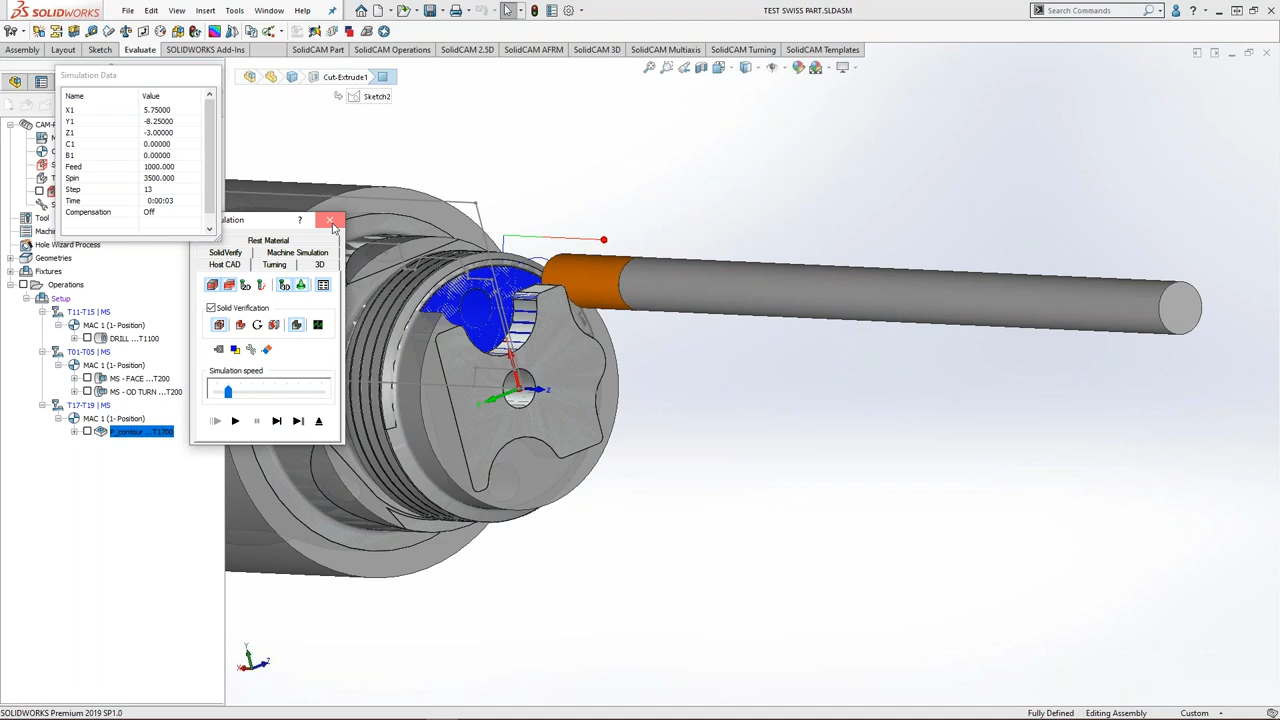 SOLIDWORKS File Edit View Insert Tools Window Help TEST SWISS PART.SLDASM Search Commands
Assembly Layout Sketch Evaluate SOLIDWORKS Add-Ins SolidCAM Part SolidCAM Operations SolidCAM 2.5D SolidCAM AFRM SolidCAM 3D SolidCAM Multiaxis SolidCAM Turning SolidCAM Templates
Simulation Data
Cut-Extrude1
Sketch2
Name Value
X1 5.75000
Y1 -8.25000
Z1 -3.00000
C1 0.00000
B1 0.00000
Feed 1000.000
Spin 3500.000
Step 13
Time 0:00:03
Compensation Off
CAM-
Tool
Machi
Hole Wizard Process
Geometries
Fixtures
Operations
Setup
T11-T15 | MS
MAC 1 (1- Position)
DRILL ...T1100
T01-T05 | MS
MAC 1 (1- Position)
MS - FACE ...T200
MS - OD TURN ...T200
T17-T19 | MS
MAC 1 (1- Position)
F_contour ...T1700
ulation ?
Rest Material
SolidVerify Machine Simulation
Host CAD Turning 3D
Solid Verification
Simulation speed
Z
Y
X Z
SOLIDWORKS Premium 2019 SP1.0 Fully Defined Editing Assembly Custom